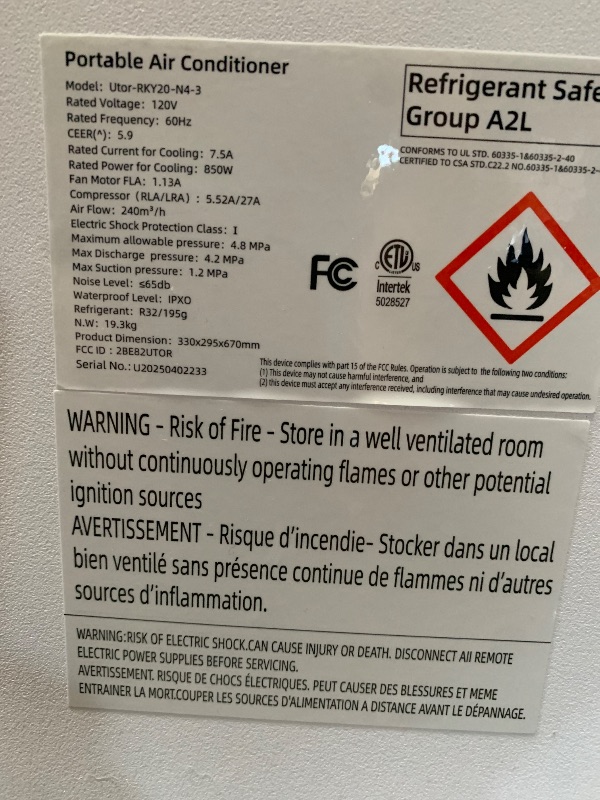 Portable Air Conditioner
Model: Utor-RKY20-N4-3
Rated Voltage: 120V
Rated Frequency: 60Hz
CEER(^): 5.9
Rated Current for Cooling: 7.5A
Rated Power for Cooling: 850W
Fan Motor FLA: 1.13A
Compressor (RLA/LRA) : 5.52A/27A
Air Flow: 240m³/h
Electric Shock Protection Class: I
Maximum allowable pressure: 4.8 MPa
Max Discharge pressure: 4.2 MPa
Max Suction pressure: 1.2 MPa
Noise Level: ≤65db
Waterproof Level: IPX0
Refrigerant: R32/195g
N.W: 19.3kg
Product Dimension: 330x295x670mm
FCC ID : 2BE82UTOR
Serial No.: U20250402233
Refrigerant Safe
Group A2L
CONFORMS TO UL STD. 60335-1&60335-2-40
CERTIFIED TO CSA STD.C22.2 NO.60335-1&60335-2-
FC
C ETL US
Intertek
5028527
This device complies with part 15 of the FCC Rules. Operation is subject to the following two conditions:
(1) This device may not cause harmful interference, and
(2) this device must accept any interference received, including interference that may cause undesired operation.
WARNING – Risk of Fire – Store in a well ventilated room
without continuously operating flames or other potential
ignition sources
AVERTISSEMENT – Risque d'incendie– Stocker dans un local
bien ventilé sans présence continue de flammes ni d'autres
sources d'inflammation.
WARNING:RISK OF ELECTRIC SHOCK.CAN CAUSE INJURY OR DEATH. DISCONNECT All REMOTE
ELECTRIC POWER SUPPLIES BEFORE SERVICING.
AVERTISSEMENT. RISQUE DE CHOCS ÉLECTRIQUES. PEUT CAUSER DES BLESSURES ET MEME
ENTRAINER LA MORT.COUPER LES SOURCES D'ALIMENTATION A DISTANCE AVANT LE DÉPANNAGE.